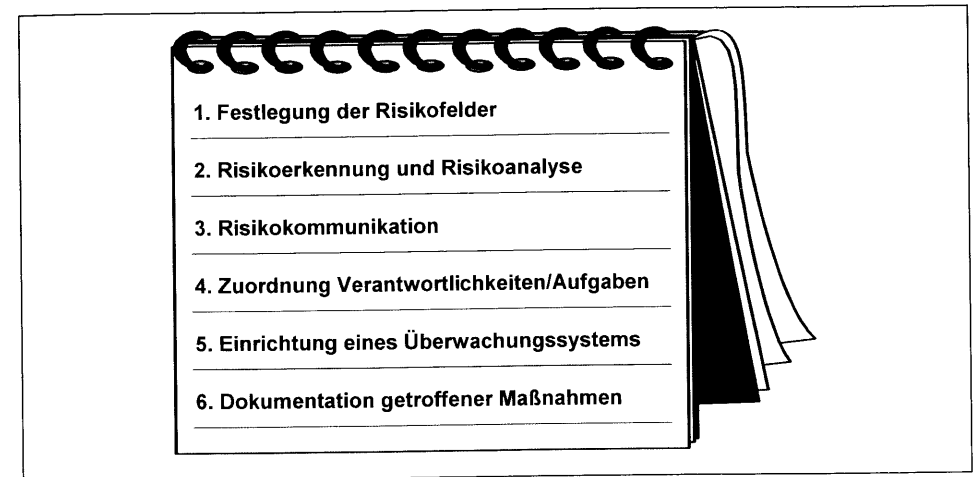 1. Festlegung der Risikofelder
2. Risikoerkennung und Risikoanalyse
3. Risikokommunikation
4. Zuordnung Verantwortlichkeiten/Aufgaben
5. Einrichtung eines Überwachungssystems
6. Dokumentation getroffener Maßnahmen